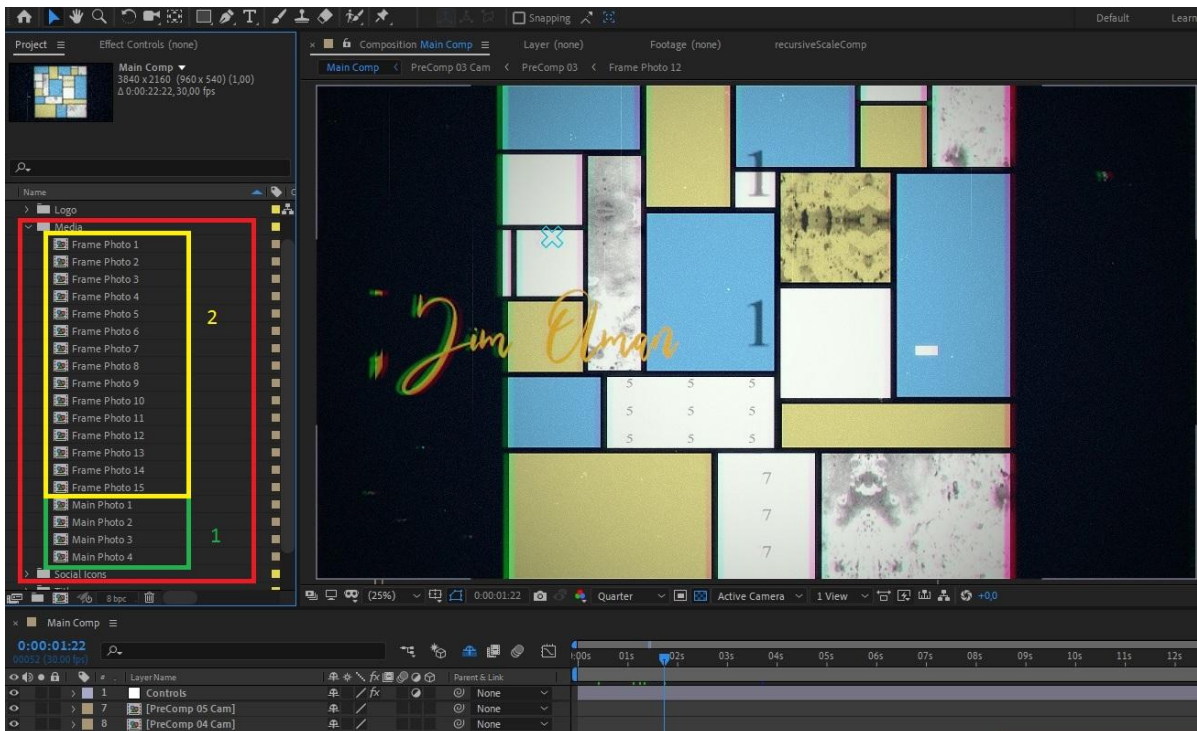 Snapping
Default
Learn
Project
Effect Controls (none)
Composition Main Comp
Layer (none)
Footage (none)
recursiveScaleComp
Main Comp
3840 x 2160 (960 x 540) (1,00)
Δ 0:00:22:22, 30,00 fps
Main Comp
PreComp 03 Cam
PreComp 03
Frame Photo 12
Name
Logo
Media
Frame Photo 1
Frame Photo 2
Frame Photo 3
Frame Photo 4
Frame Photo 5
Frame Photo 6
Frame Photo 7
Frame Photo 8
Frame Photo 9
Frame Photo 10
Frame Photo 11
Frame Photo 12
Frame Photo 13
Frame Photo 14
Frame Photo 15
2
Main Photo 1
Main Photo 2
Main Photo 3
Main Photo 4
1
Social Icons
8 bpc
1
1
Jim Elman
5 5 5
5 5 5
5 5 5
7
7
7
(25%)
0:00:01:22
Quarter
Active Camera
1 View
+0,0
Main Comp
0:00:01:22
00052 (30.00 fps)
01s 02s 03s 04s 05s 06s 07s 08s 09s 10s 11s 12s
# Layer Name
Parent & Link
1 Controls
None
7 [PreComp 05 Cam]
None
8 [PreComp 04 Cam]
None